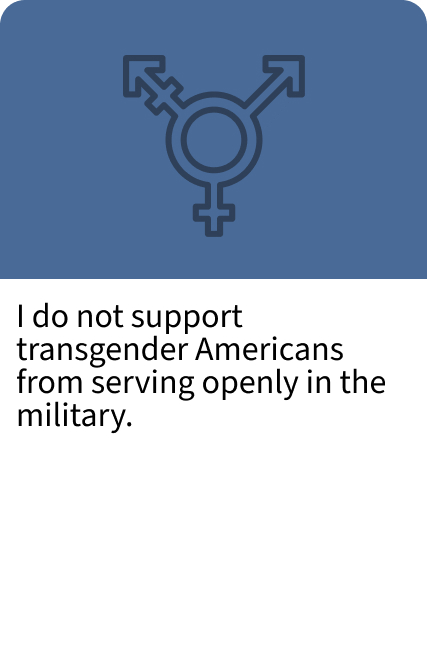 I do not support
transgender Americans
from serving openly in the
military.